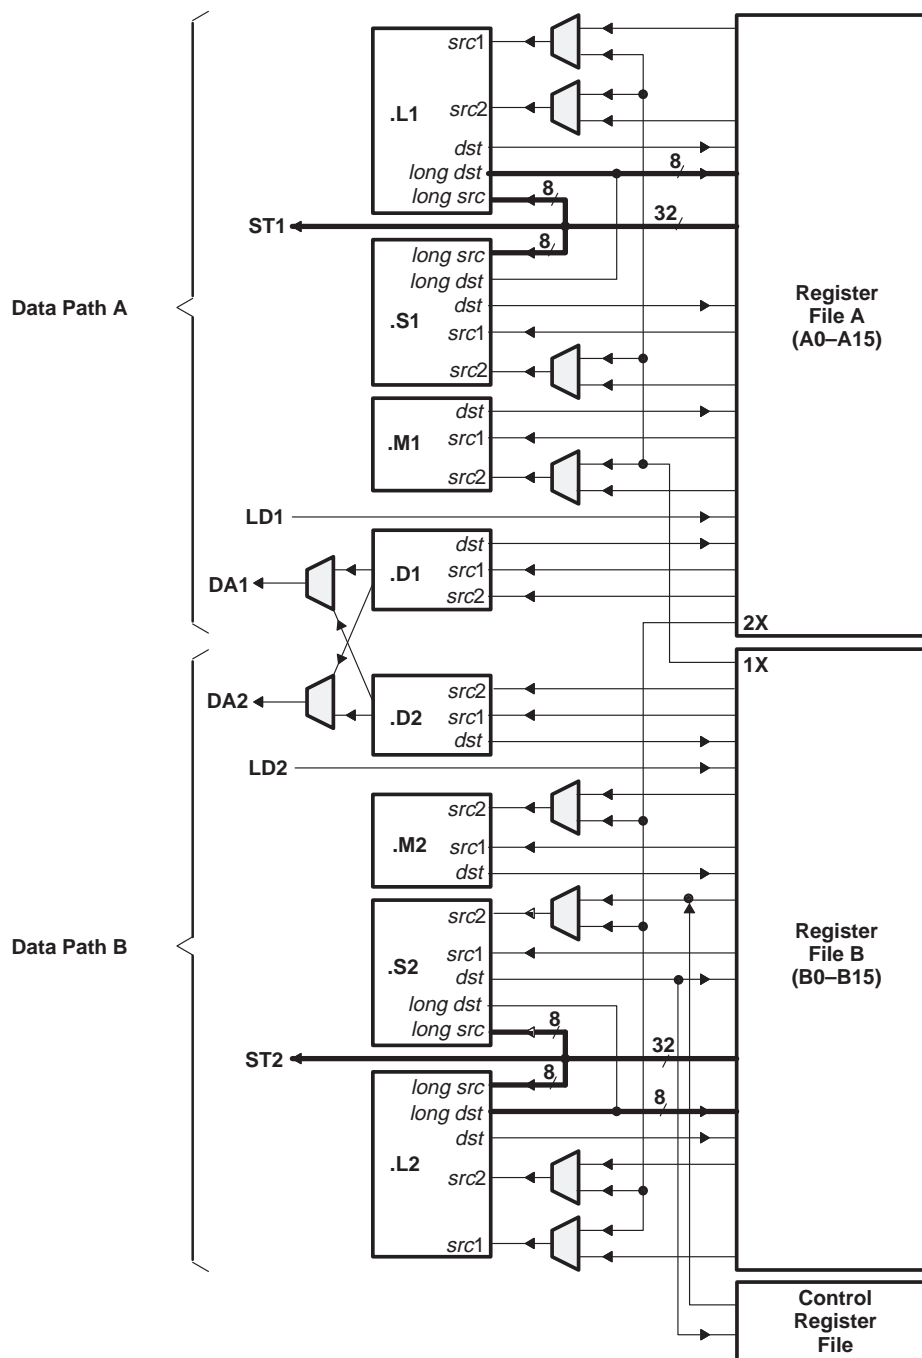 src1
.L1
src2
dst
long dst
8
8
long src
ST1
32
8
long src
long dst
Data Path A
dst
.S1
src1
src2
Register
File A
(A0–A15)
dst
.M1
src1
src2
LD1
dst
.D1
src1
DA1
src2
2X
1X
DA2
src2
.D2
src1
dst
LD2
src2
.M2
src1
dst
src2
Data Path B
.S2
src1
dst
long dst
8
long src
Register
File B
(B0–B15)
ST2
32
8
long src
8
long dst
dst
.L2
src2
src1
Control
Register
File